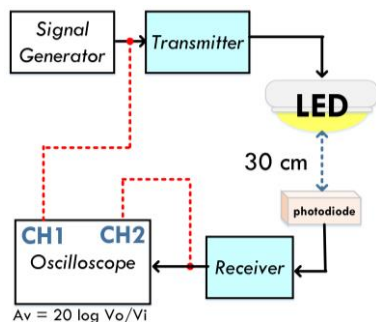 Signal
Generator
Transmitter
LED
30 cm
photodiode
CH1 CH2
Oscilloscope
Receiver
Av = 20 log Vo/Vi